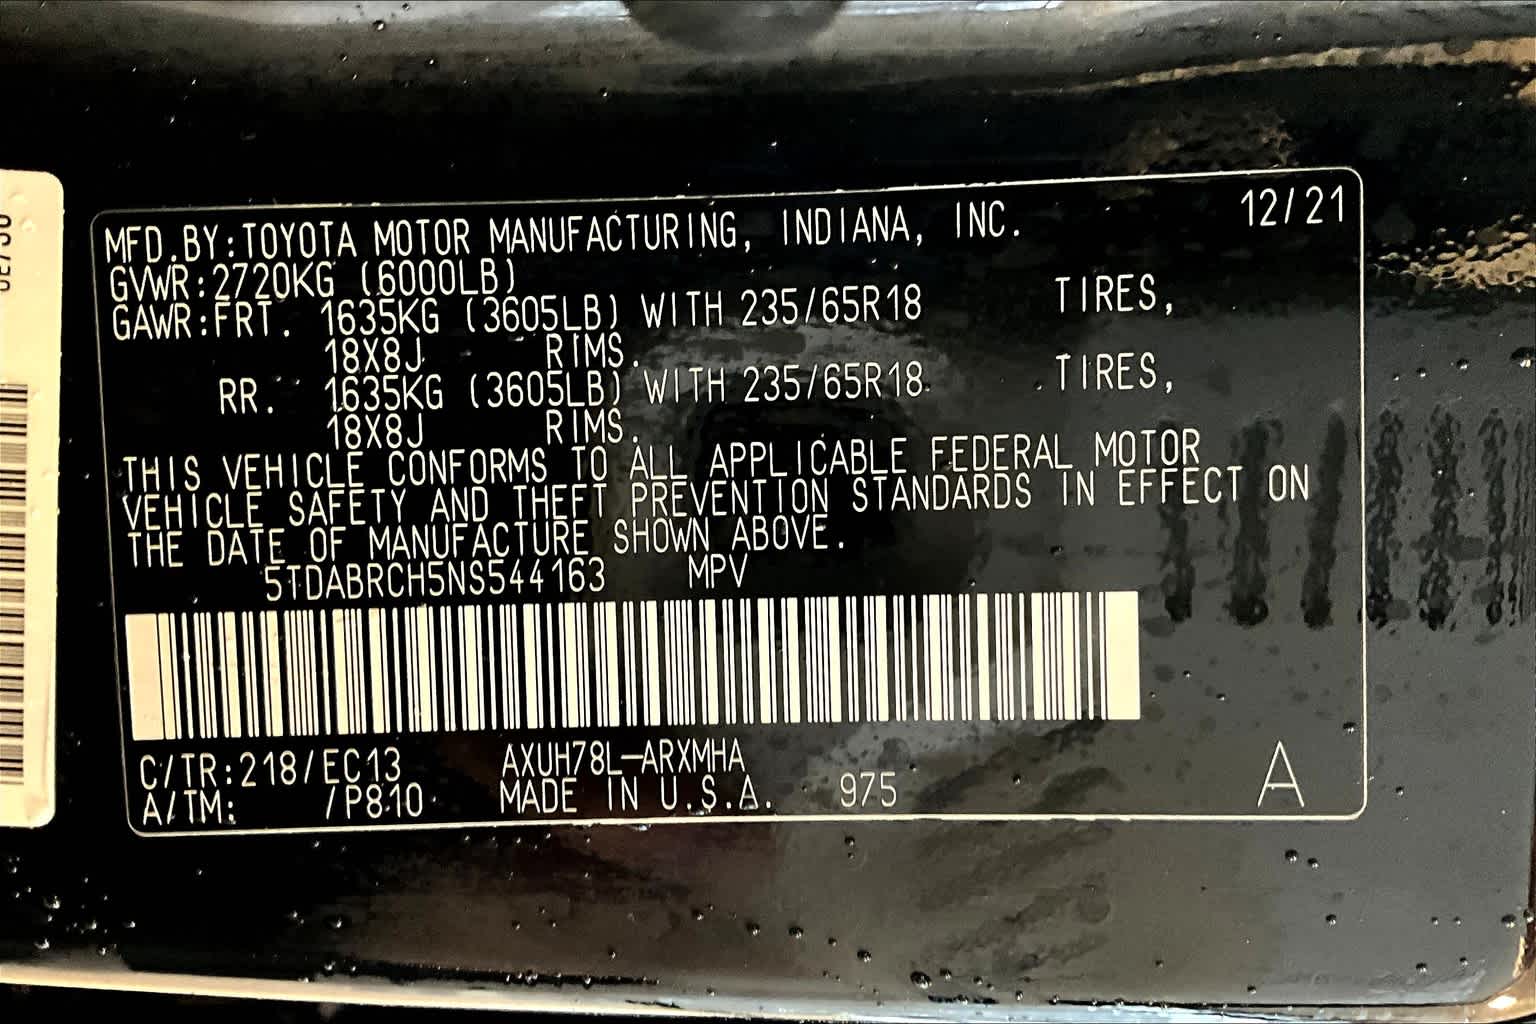 MFD.BY:TOYOTA MOTOR MANUFACTURING, INDIANA, INC. 12/21
GVWR:2720KG (6000LB)
GAWR:FRT. 1635KG (3605LB) WITH 235/65R18 TIRES,
18X8J RIMS.
RR. 1635KG (3605LB) WITH 235/65R18 TIRES,
18X8J RIMS.
THIS VEHICLE CONFORMS TO ALL APPLICABLE FEDERAL MOTOR
VEHICLE SAFETY AND THEFT PREVENTION STANDARDS IN EFFECT ON
THE DATE OF MANUFACTURE SHOWN ABOVE.
5TDABRCH5NS544163 MPV
C/TR:218/EC13 AXUH78L-ARXMHA
A/TM: /P810 MADE IN U.S.A. 975 A